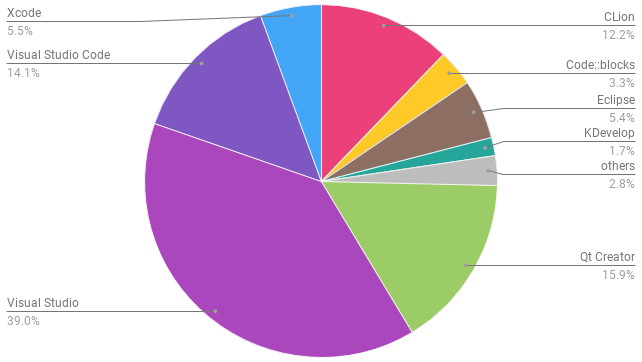 Xcode
5.5%
Visual Studio Code
14.1%
Visual Studio
39.0%
CLion
12.2%
Code::blocks
3.3%
Eclipse
5.4%
KDevelop
1.7%
others
2.8%
Qt Creator
15.9%